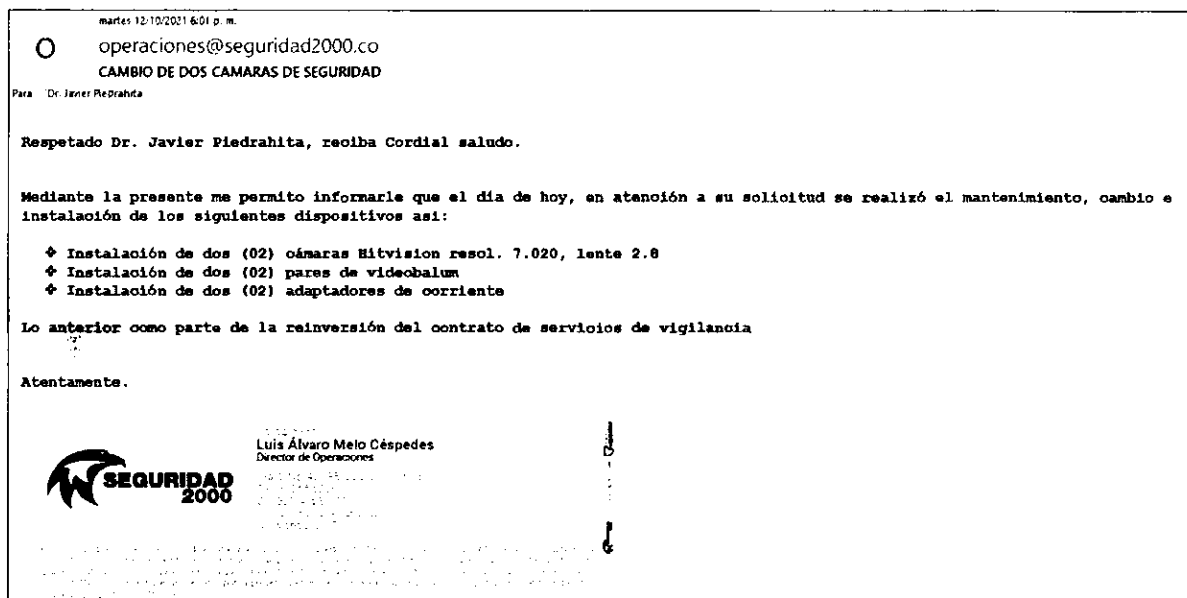 martes 12/10/2021 6:01 p. m.
O
operaciones@seguridad2000.co
CAMBIO DE DOS CAMARAS DE SEGURIDAD
Para Dr. Javier Piedrahita
Respetado Dr. Javier Piedrahita, reciba Cordial saludo.
Mediante la presente me permito informarle que el día de hoy, en atención a su solicitud se realizó el mantenimiento, cambio e
instalación de los siguientes dispositivos asi:
❖ Instalación de dos (02) cámaras Hitvision resol. 7.020, lente 2.8
❖ Instalación de dos (02) pares de videobalum
❖ Instalación de dos (02) adaptadores de corriente
Lo anterior como parte de la reinversión del contrato de servicios de vigilancia
Atentamente.
Luis Álvaro Melo Céspedes
Director de Operaciones
SEGURIDAD
2000